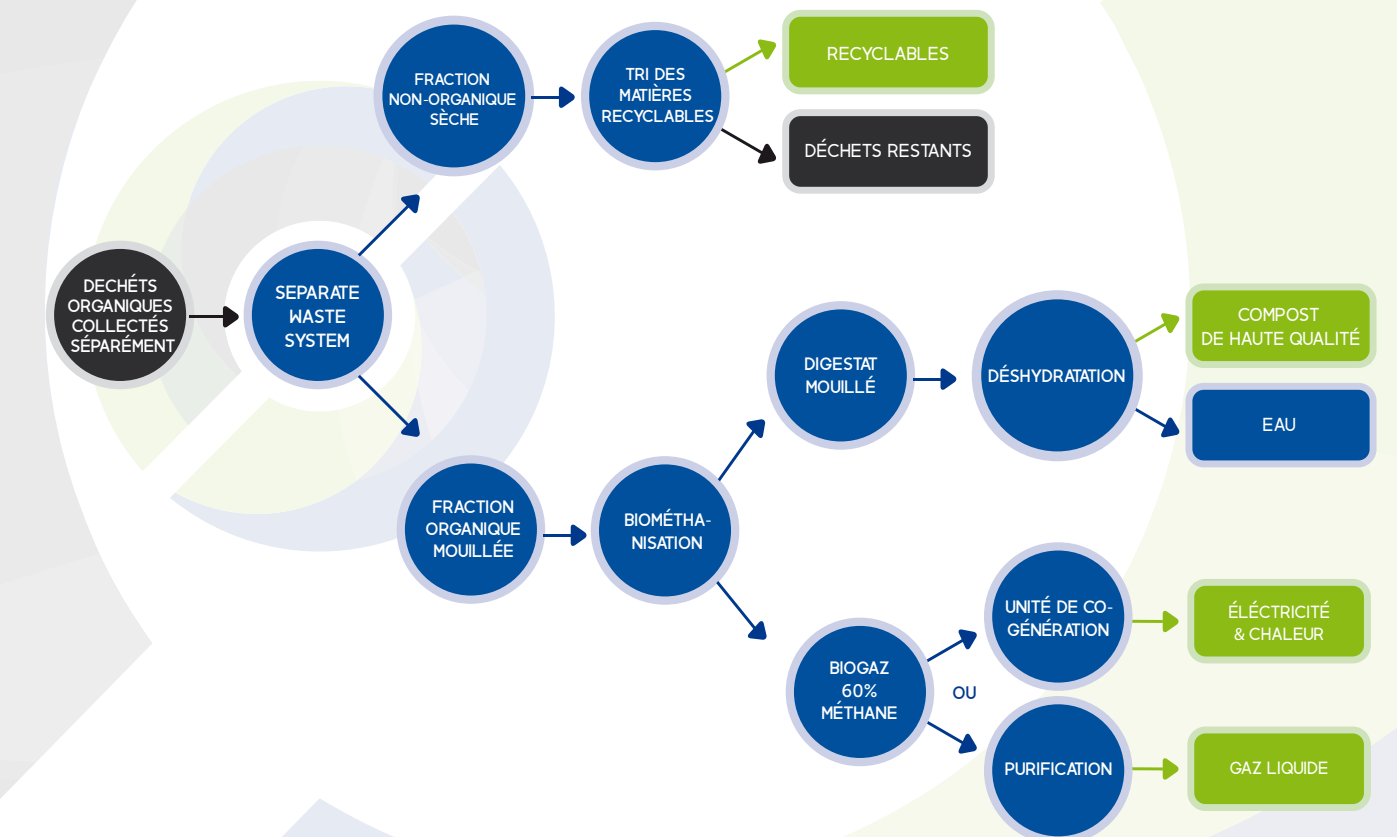 FRACTION
NON-ORGANIQUE
SÈCHE
TRI DES
MATIÈRES
RECYCLABLES
RECYCLABLES
DÉCHETS RESTANTS
DECHÉTS
ORGANIQUES
COLLECTÉS
SÉPARÉMENT
SEPARATE
WASTE
SYSTEM
DIGESTAT
MOUILLÉ
DÉSHYDRATATION
COMPOST
DE HAUTE QUALITÉ
EAU
FRACTION
ORGANIQUE
MOUILLÉE
BIOMÉTHA-
NISATION
BIOGAZ
60%
MÉTHANE
OU
UNITÉ DE CO-
GÉNÉRATION
ÉLÉCTRICITÉ
& CHALEUR
PURIFICATION
GAZ LIQUIDE